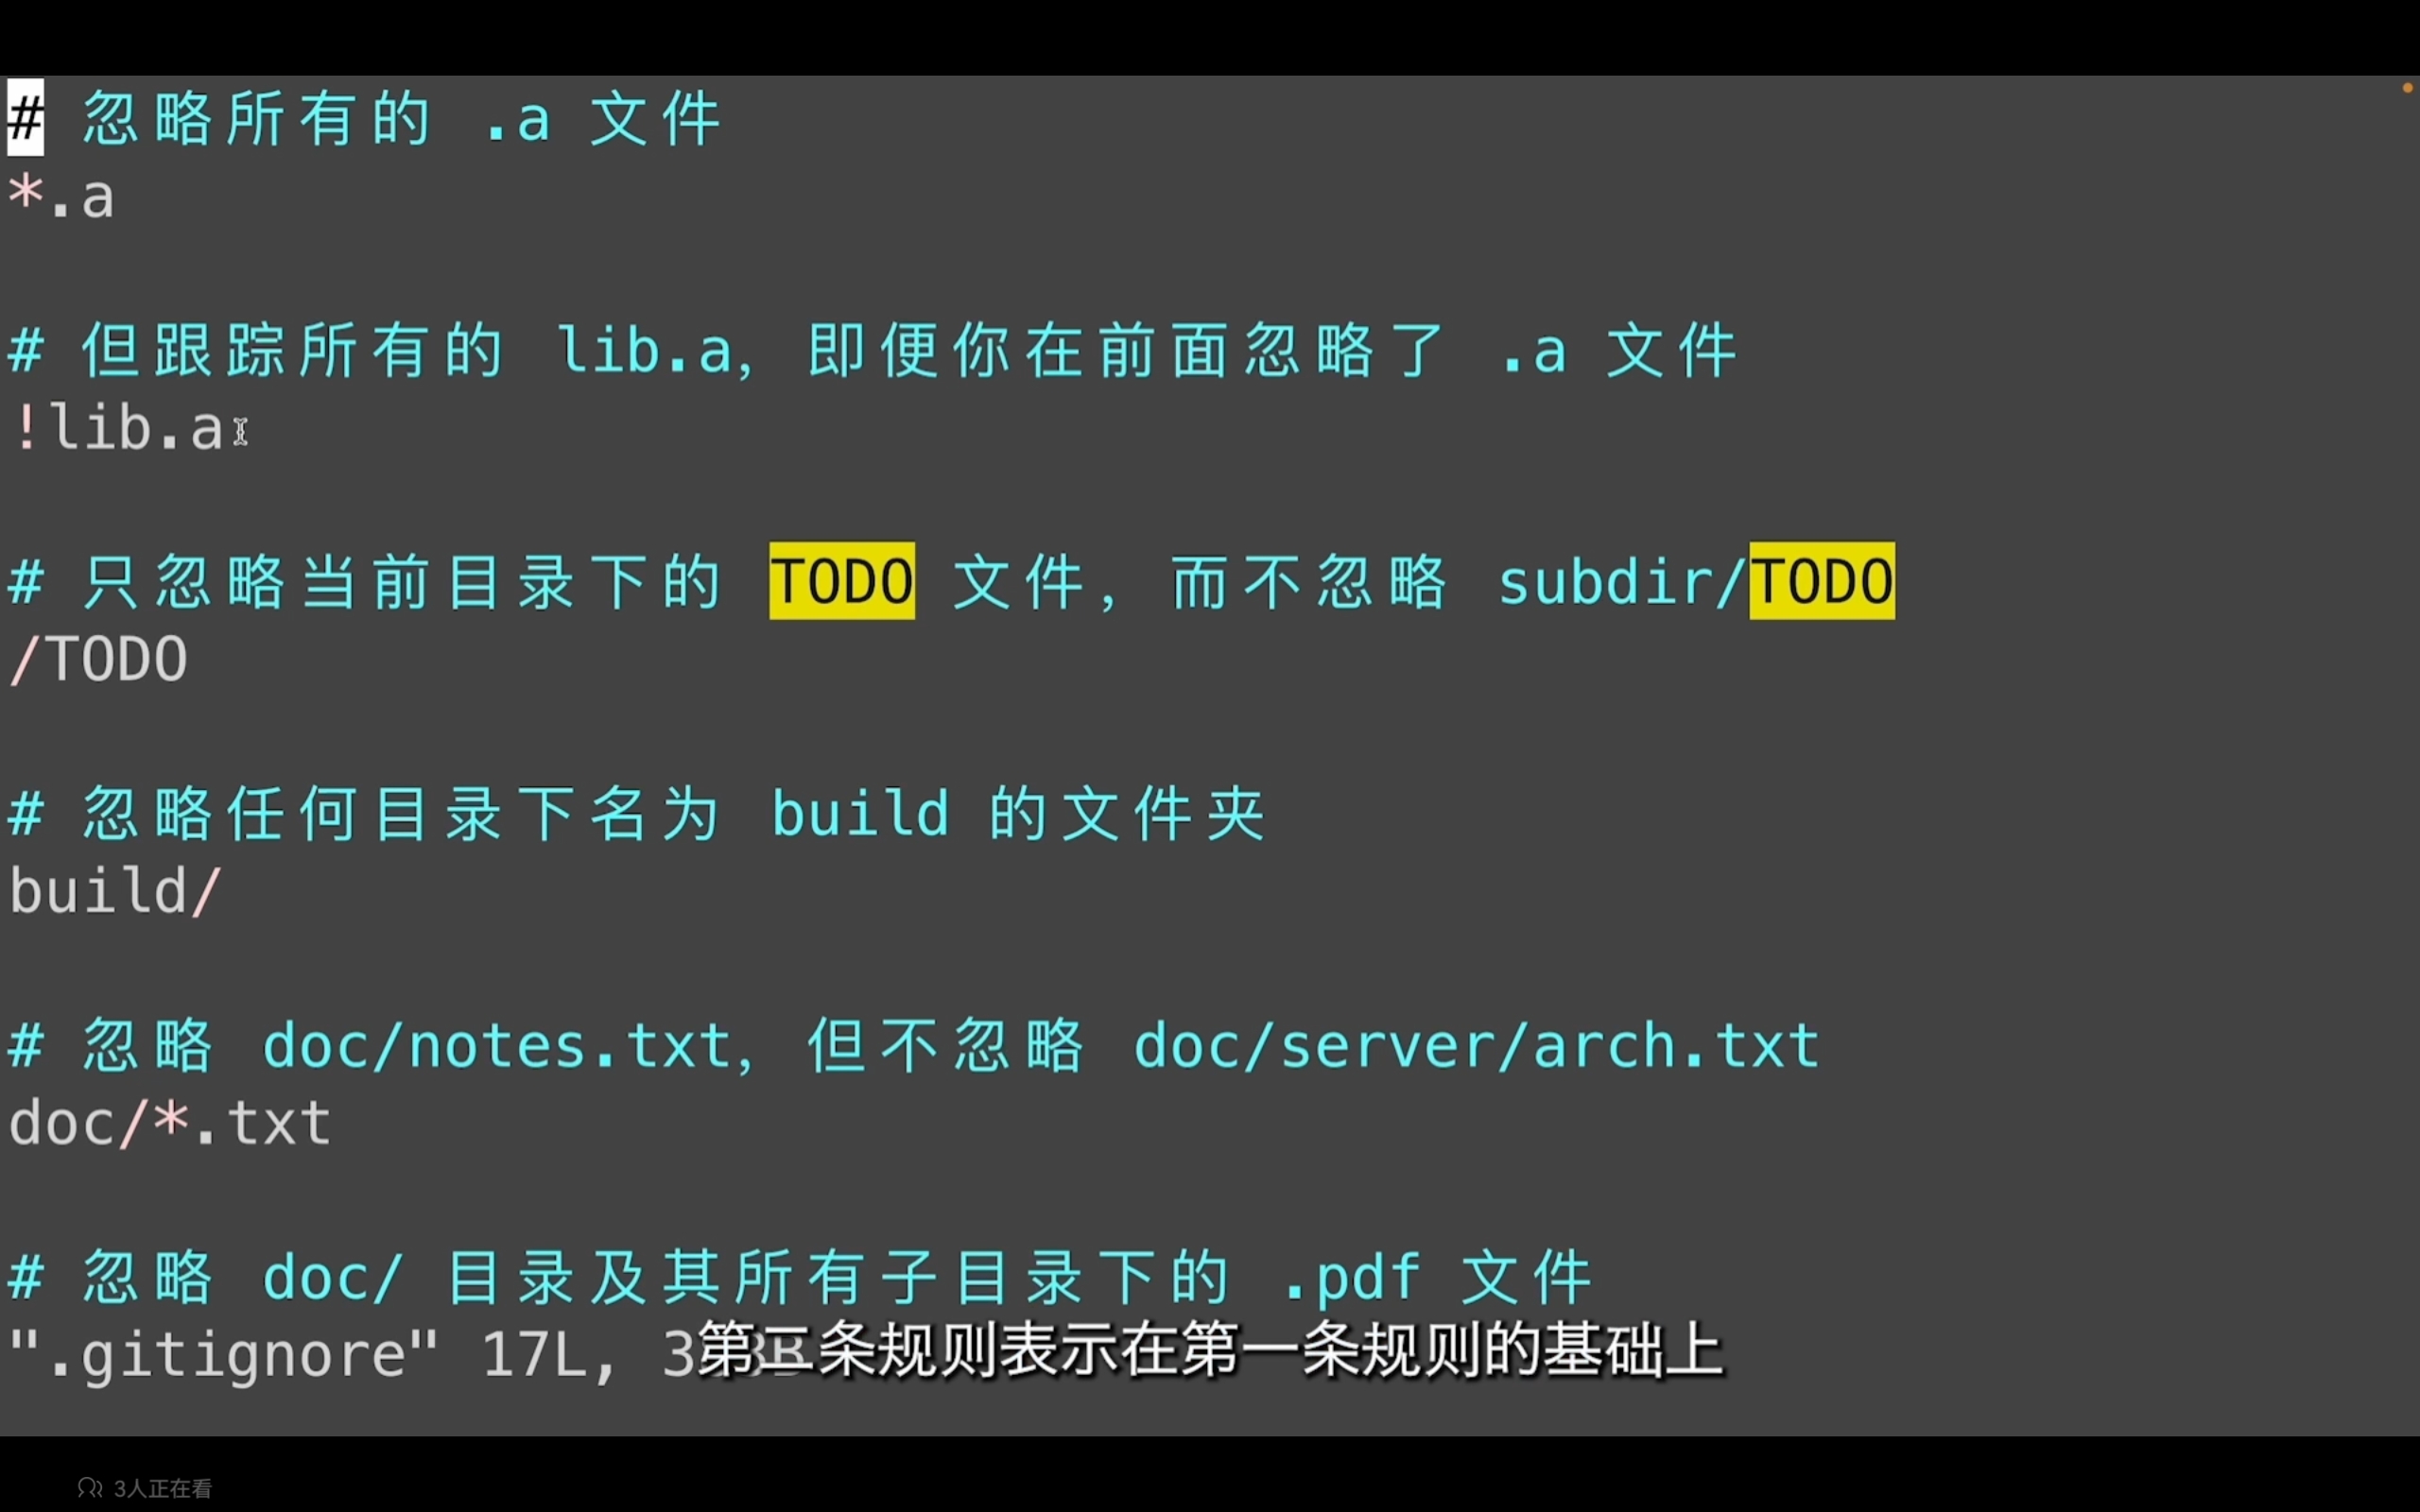 # 忽略所有的 .a 文件
*.a
# 但跟踪所有的 lib.a，即便你在前面忽略了 .a 文件
!lib.a
# 只忽略当前目录下的 TODO 文件，而不忽略 subdir/TODO
/TODO
# 忽略任何目录下名为 build 的文件夹
build/
# 忽略 doc/notes.txt，但不忽略 doc/server/arch.txt
doc/*.txt
# 忽略 doc/ 目录及其所有子目录下的 .pdf 文件
".gitignore" 17L,
第二条规则表示在第一条规则的基础上
3人正在看